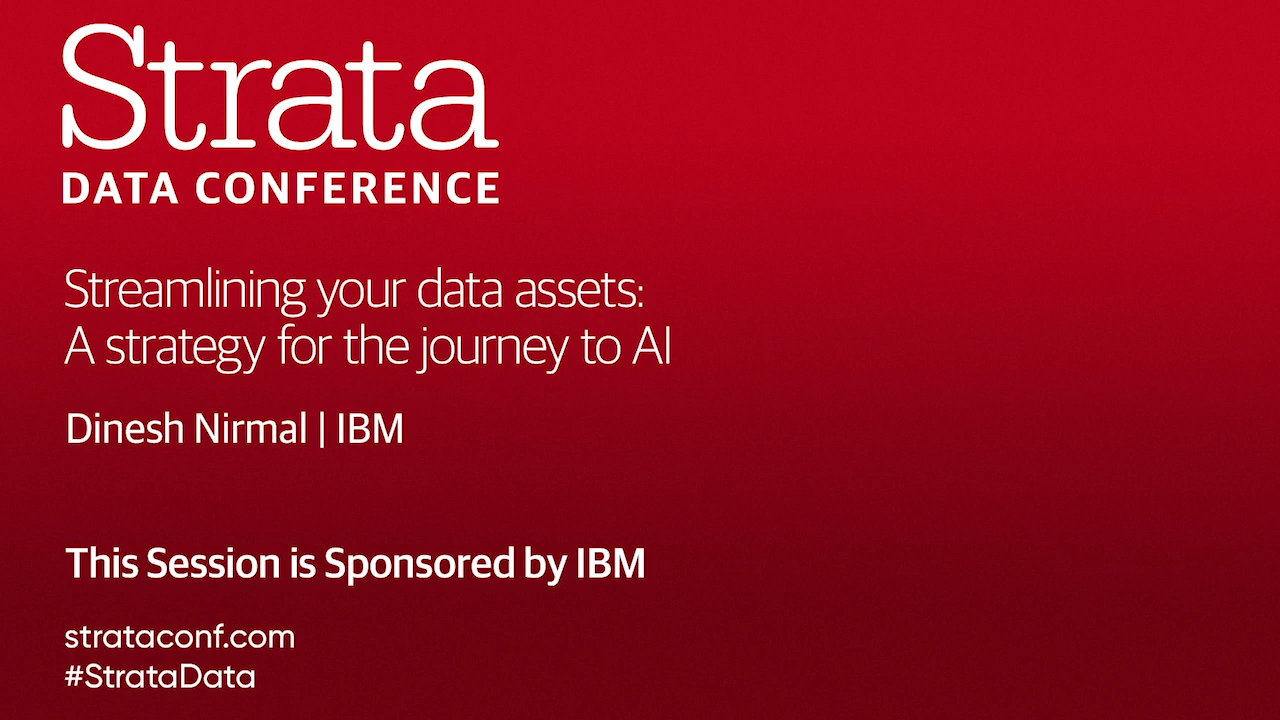 Strata
DATA CONFERENCE
Streamlining your data assets:
A strategy for the journey to AI
Dinesh Nirmal | IBM
This Session is Sponsored by IBM
strataconf.com
#StrataData